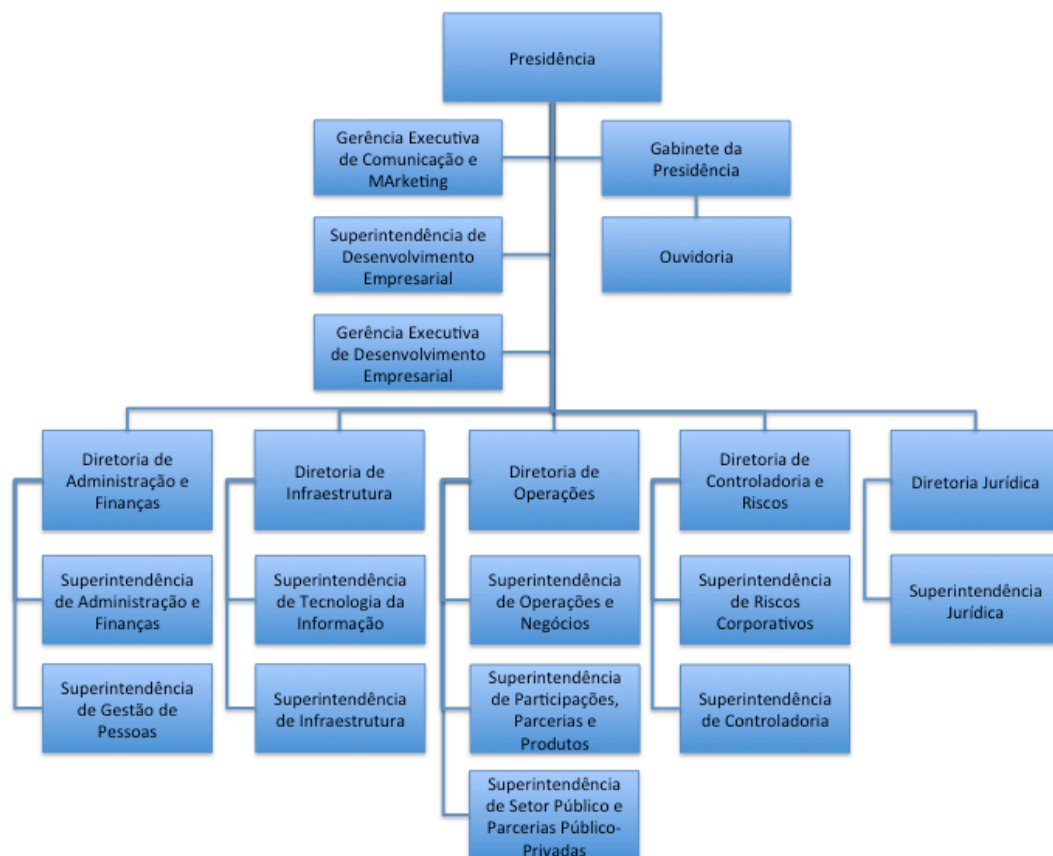 Presidência
Gerência Executiva
de Comunicação e
MArketing
Gabinete da
Presidência
Superintendência de
Desenvolvimento
Empresarial
Ouvidoria
Gerência Executiva
de Desenvolvimento
Empresarial
Diretoria de
Administração e
Finanças
Diretoria de
Infraestrutura
Diretoria de
Operações
Diretoria de
Controladoria e
Riscos
Diretoria Jurídica
Superintendência
de Administração e
Finanças
Superintendência
de Tecnologia da
Informação
Superintendência
de Operações e
Negócios
Superintendência
de Riscos
Corporativos
Superintendência
Jurídica
Superintendência
de Gestão de
Pessoas
Superintendência
de Infraestrutura
Superintendência
de Participações,
Parcerias e
Produtos
Superintendência
de Controladoria
Superintendência
de Setor Público e
Parcerias Público-
Privadas